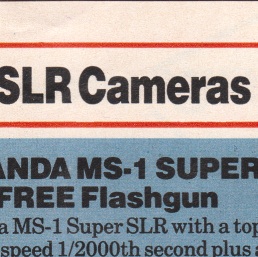 SLR Cameras
ANDA MS-1 SUPER
FREE Flashgun
a MS-1 Super SLR with a top
speed 1/2000th second plus a